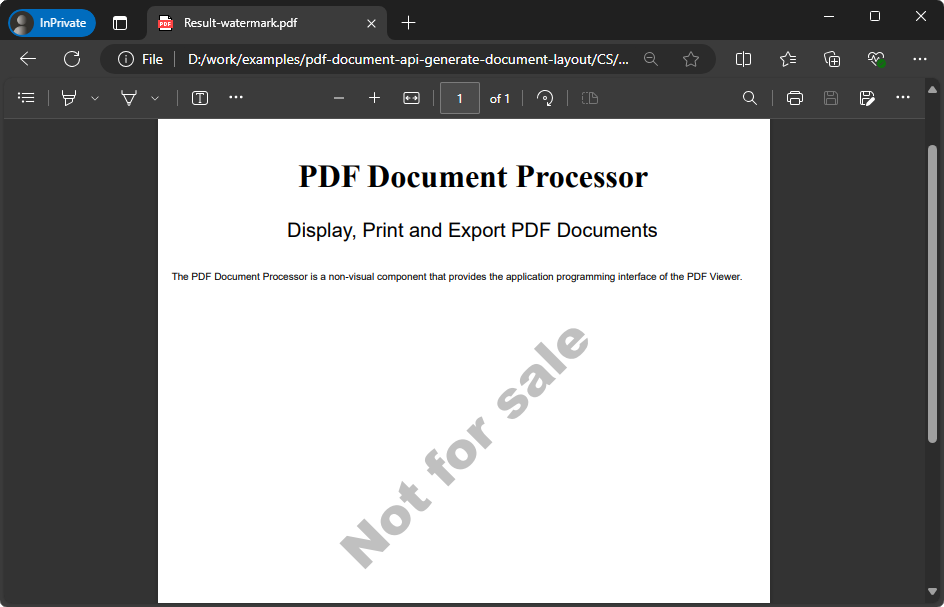 InPrivate
Result-watermark.pdf
File
D:/work/examples/pdf-document-api-generate-document-layout/CS/...
1
of 1
PDF Document Processor
Display, Print and Export PDF Documents
The PDF Document Processor is a non-visual component that provides the application programming interface of the PDF Viewer.
Not for sale